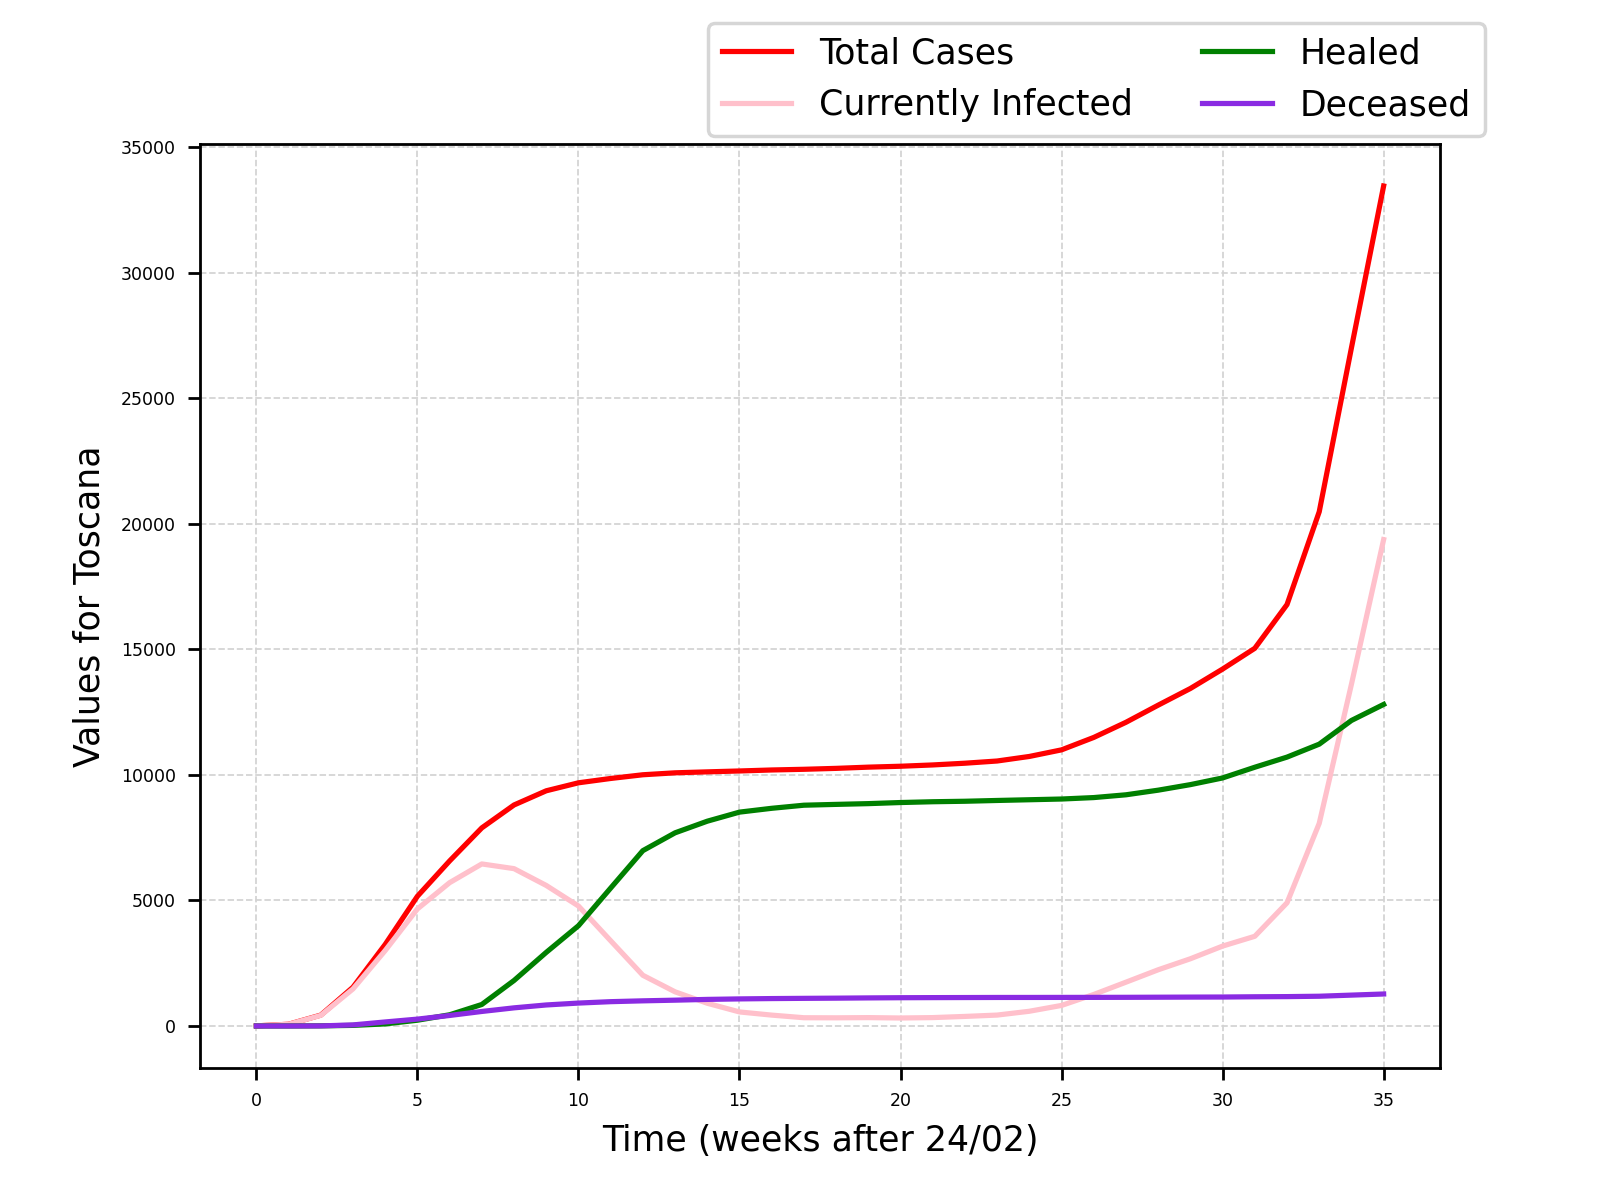 Total Cases
Currently Infected
Healed
Deceased
35000
30000
25000
20000
15000
10000
5000
0
Values for Toscana
0 5 10 15 20 25 30 35
Time (weeks after 24/02)